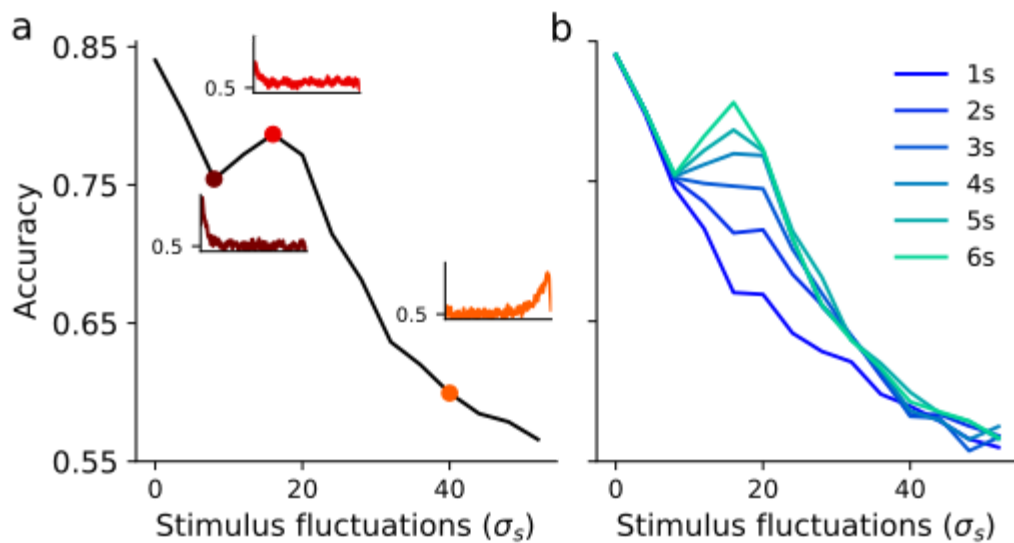 a
0.85
0.75
0.65
0.55
Accuracy
0.5
0.5
0.5
0
20
40
Stimulus fluctuations (σₛ)
b
1s
2s
3s
4s
5s
6s
0
20
40
Stimulus fluctuations (σₛ)